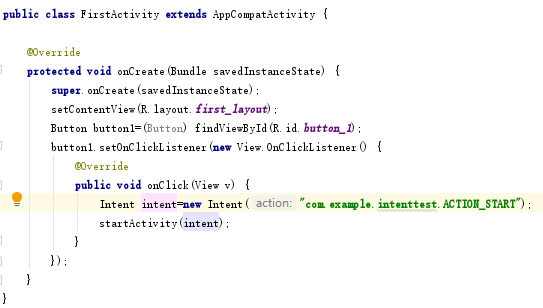 public class FirstActivity extends AppCompatActivity {
@Override
protected void onCreate(Bundle savedInstanceState) {
super.onCreate(savedInstanceState);
setContentView(R.layout.first_layout);
Button button1=(Button) findViewById(R.id.button_1);
button1.setOnClickListener(new View.OnClickListener() {
@Override
public void onClick(View v) {
Intent intent=new Intent( action: "com.example.intenttest.ACTION_START");
startActivity(intent);
}
});
}
}